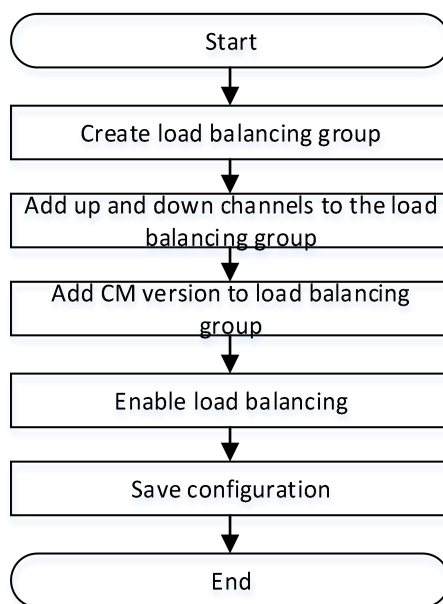 Start
Create load balancing group
Add up and down channels to the load
balancing group
Add CM version to load balancing
group
Enable load balancing
Save configuration
End